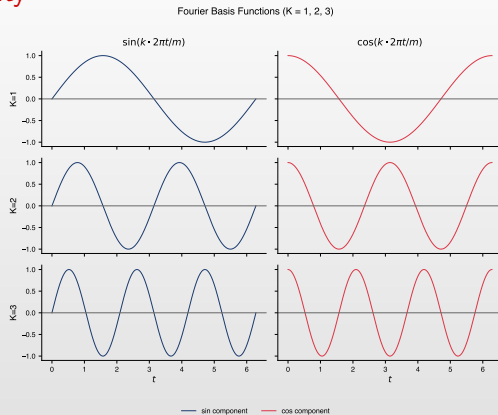 Fourier Basis Functions (K = 1, 2, 3)
sin(k • 2πt/m) cos(k • 2πt/m)
K=1
1.0
0.5
0.0
−0.5
−1.0
K=2
1.0
0.5
0.0
−0.5
−1.0
K=3
1.0
0.5
0.0
−0.5
−1.0
0 1 2 3 4 5 6 0 1 2 3 4 5 6
t t
sin component cos component